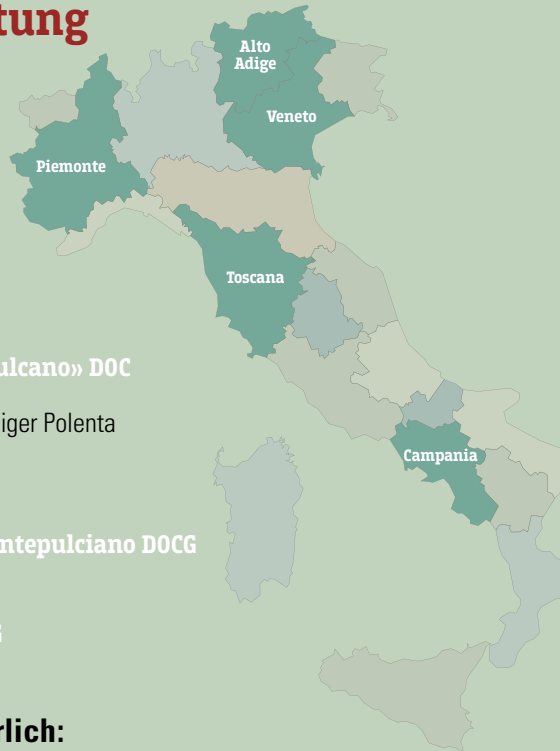 tung
Alto
Adige
Veneto
Piemonte
Toscana
ulcano» DOC
iger Polenta
Campania
ntepulciano DOCG
rlich: